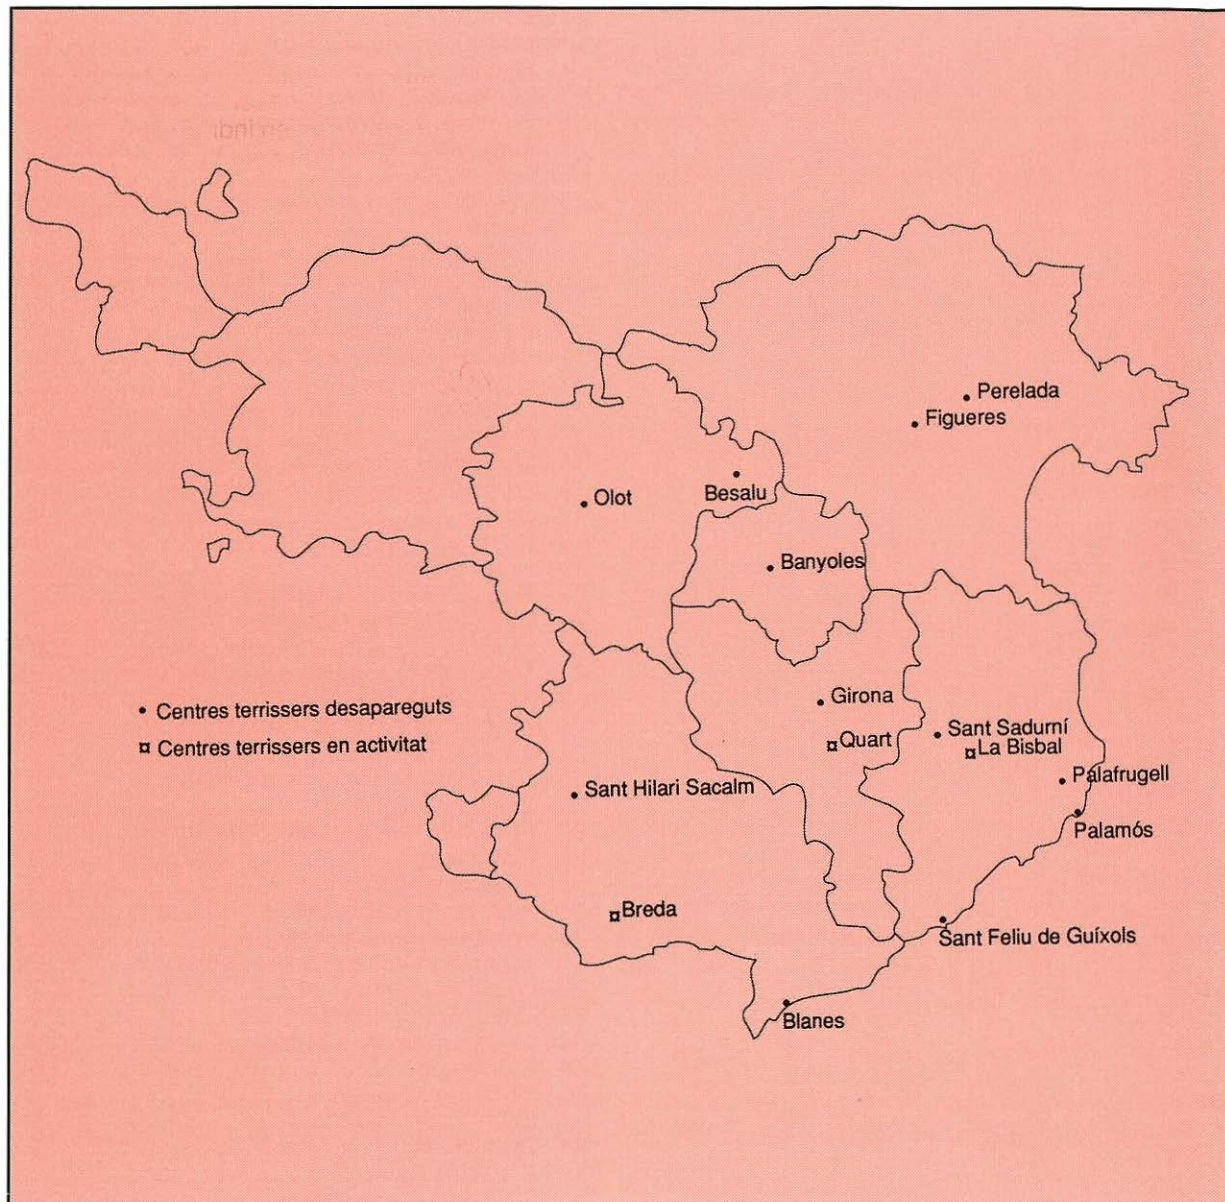 Perelada
Figueres
Besalu
Olot
Banyoles
Girona
• Centres terrissers desapareguts
Sant Sadurní
¤ Centres terrissers en activitat
Quart
La Bisbal
Palafrugell
Sant Hilari Sacalm
Palamós
Breda
Sant Feliu de Guíxols
Blanes